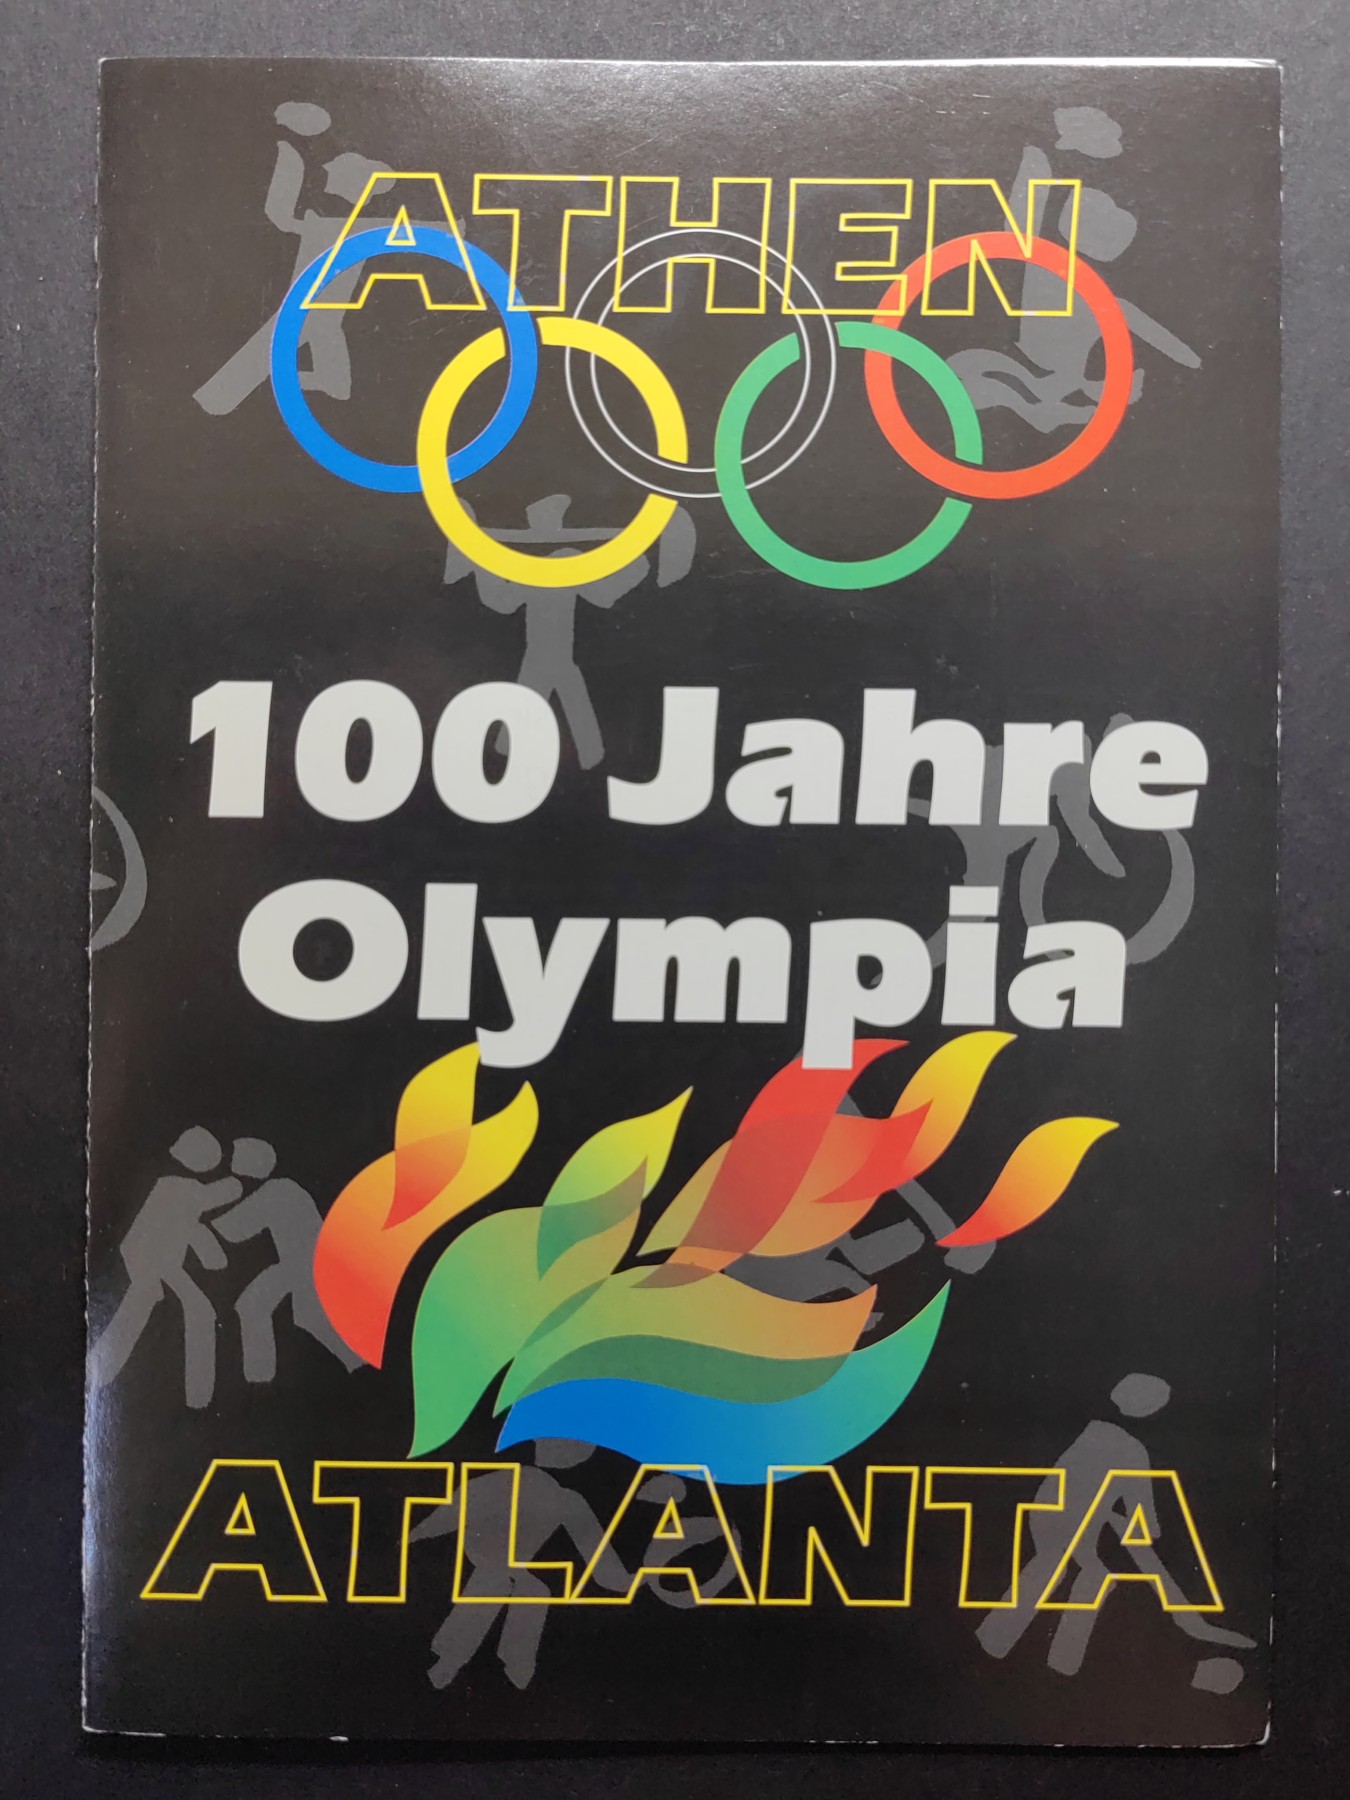 ATHEN
100 Jahre
Olympia
ATLANTA